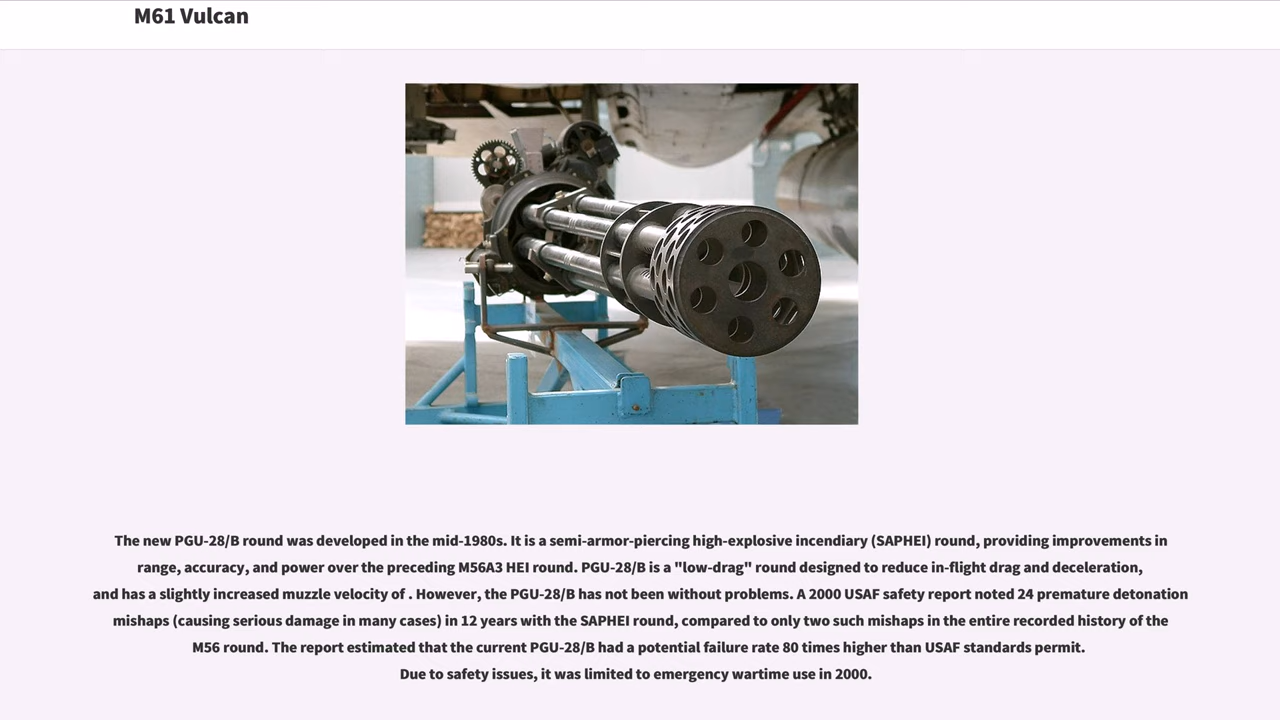 M61 Vulcan
The new PGU-28/B round was developed in the mid-1980s. It is a semi-armor-piercing high-explosive incendiary (SAPHEI) round, providing improvements in
range, accuracy, and power over the preceding M56A3 HEI round. PGU-28/B is a "low-drag" round designed to reduce in-flight drag and deceleration,
and has a slightly increased muzzle velocity of . However, the PGU-28/B has not been without problems. A 2000 USAF safety report noted 24 premature detonation
mishaps (causing serious damage in many cases) in 12 years with the SAPHEI round, compared to only two such mishaps in the entire recorded history of the
M56 round. The report estimated that the current PGU-28/B had a potential failure rate 80 times higher than USAF standards permit.
Due to safety issues, it was limited to emergency wartime use in 2000.